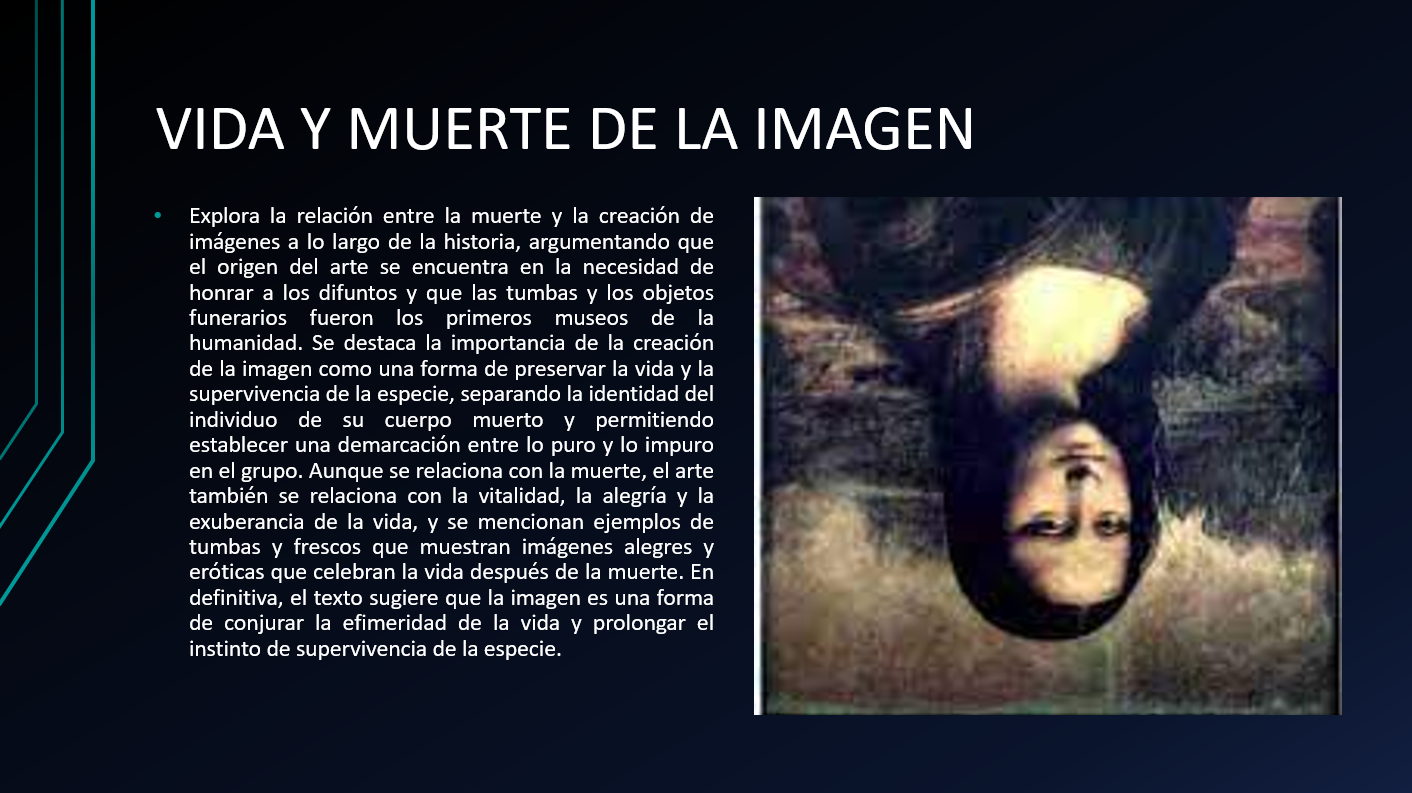 VIDA Y MUERTE DE LA IMAGEN
• Explora la relación entre la muerte y la creación de
imágenes a lo largo de la historia, argumentando que
el origen del arte se encuentra en la necesidad de
honrar a los difuntos y que las tumbas y los objetos
funerarios fueron los primeros museos de la
humanidad. Se destaca la importancia de la creación
de la imagen como una forma de preservar la vida y la
supervivencia de la especie, separando la identidad del
individuo de su cuerpo muerto y permitiendo
establecer una demarcación entre lo puro y lo impuro
en el grupo. Aunque se relaciona con la muerte, el arte
también se relaciona con la vitalidad, la alegría y la
exuberancia de la vida, y se mencionan ejemplos de
tumbas y frescos que muestran imágenes alegres y
eróticas que celebran la vida después de la muerte. En
definitiva, el texto sugiere que la imagen es una forma
de conjurar la efimeridad de la vida y prolongar el
instinto de supervivencia de la especie.